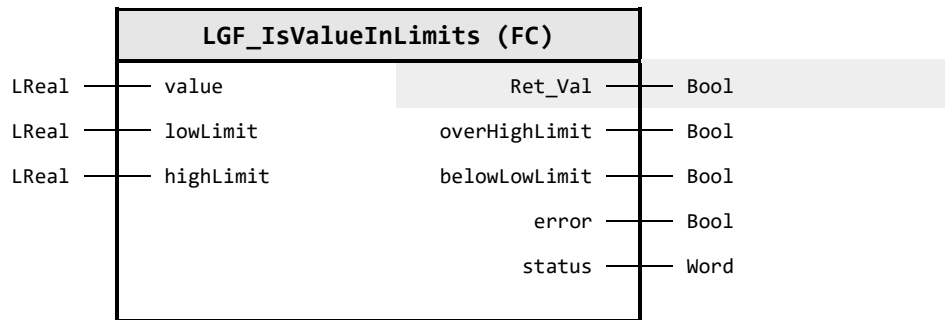 LGF_IsValueInLimits (FC)
LReal value Ret_Val Bool
LReal lowLimit overHighLimit Bool
LReal highLimit belowLowLimit Bool
error Bool
status Word